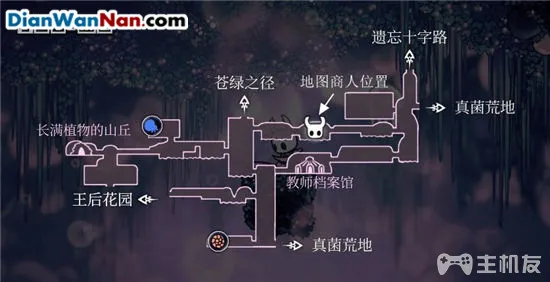 DianWanNan.com
遗忘十字路
苍绿之径
地图商人位置
真菌荒地
长满植物的山丘
教师档案馆
王后花园
真菌荒地
主机友